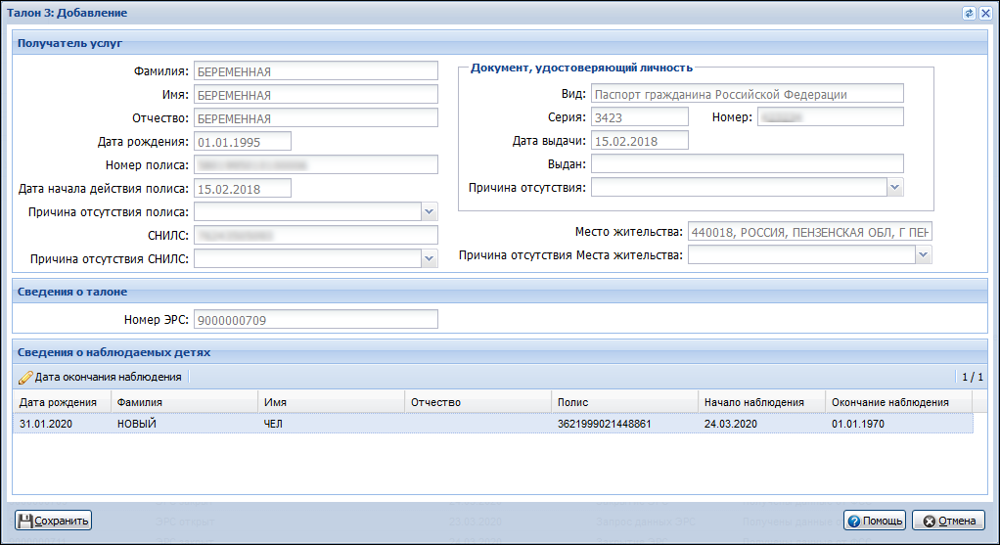 Талон 3: Добавление
Получатель услуг
Фамилия: БЕРЕМЕННАЯ
Имя: БЕРЕМЕННАЯ
Отчество: БЕРЕМЕННАЯ
Дата рождения: 01.01.1995
Номер полиса:
Дата начала действия полиса: 15.02.2018
Причина отсутствия полиса:
СНИЛС:
Причина отсутствия СНИЛС:
Документ, удостоверяющий личность
Вид: Паспорт гражданина Российской Федерации
Серия: 3423 Номер:
Дата выдачи: 15.02.2018
Выдан:
Причина отсутствия:
Место жительства: 440018, РОССИЯ, ПЕНЗЕНСКАЯ ОБЛ, Г ПЕН
Причина отсутствия Места жительства:
Сведения о талоне
Номер ЭРС: 9000000709
Сведения о наблюдаемых детях
Дата окончания наблюдения 1 / 1
Дата рождения Фамилия Имя Отчество Полис Начало наблюдения Окончание наблюдения
31.01.2020 НОВЫЙ ЧЕЛ 3621999021448861 24.03.2020 01.01.1970
Сохранить Помощь Отмена